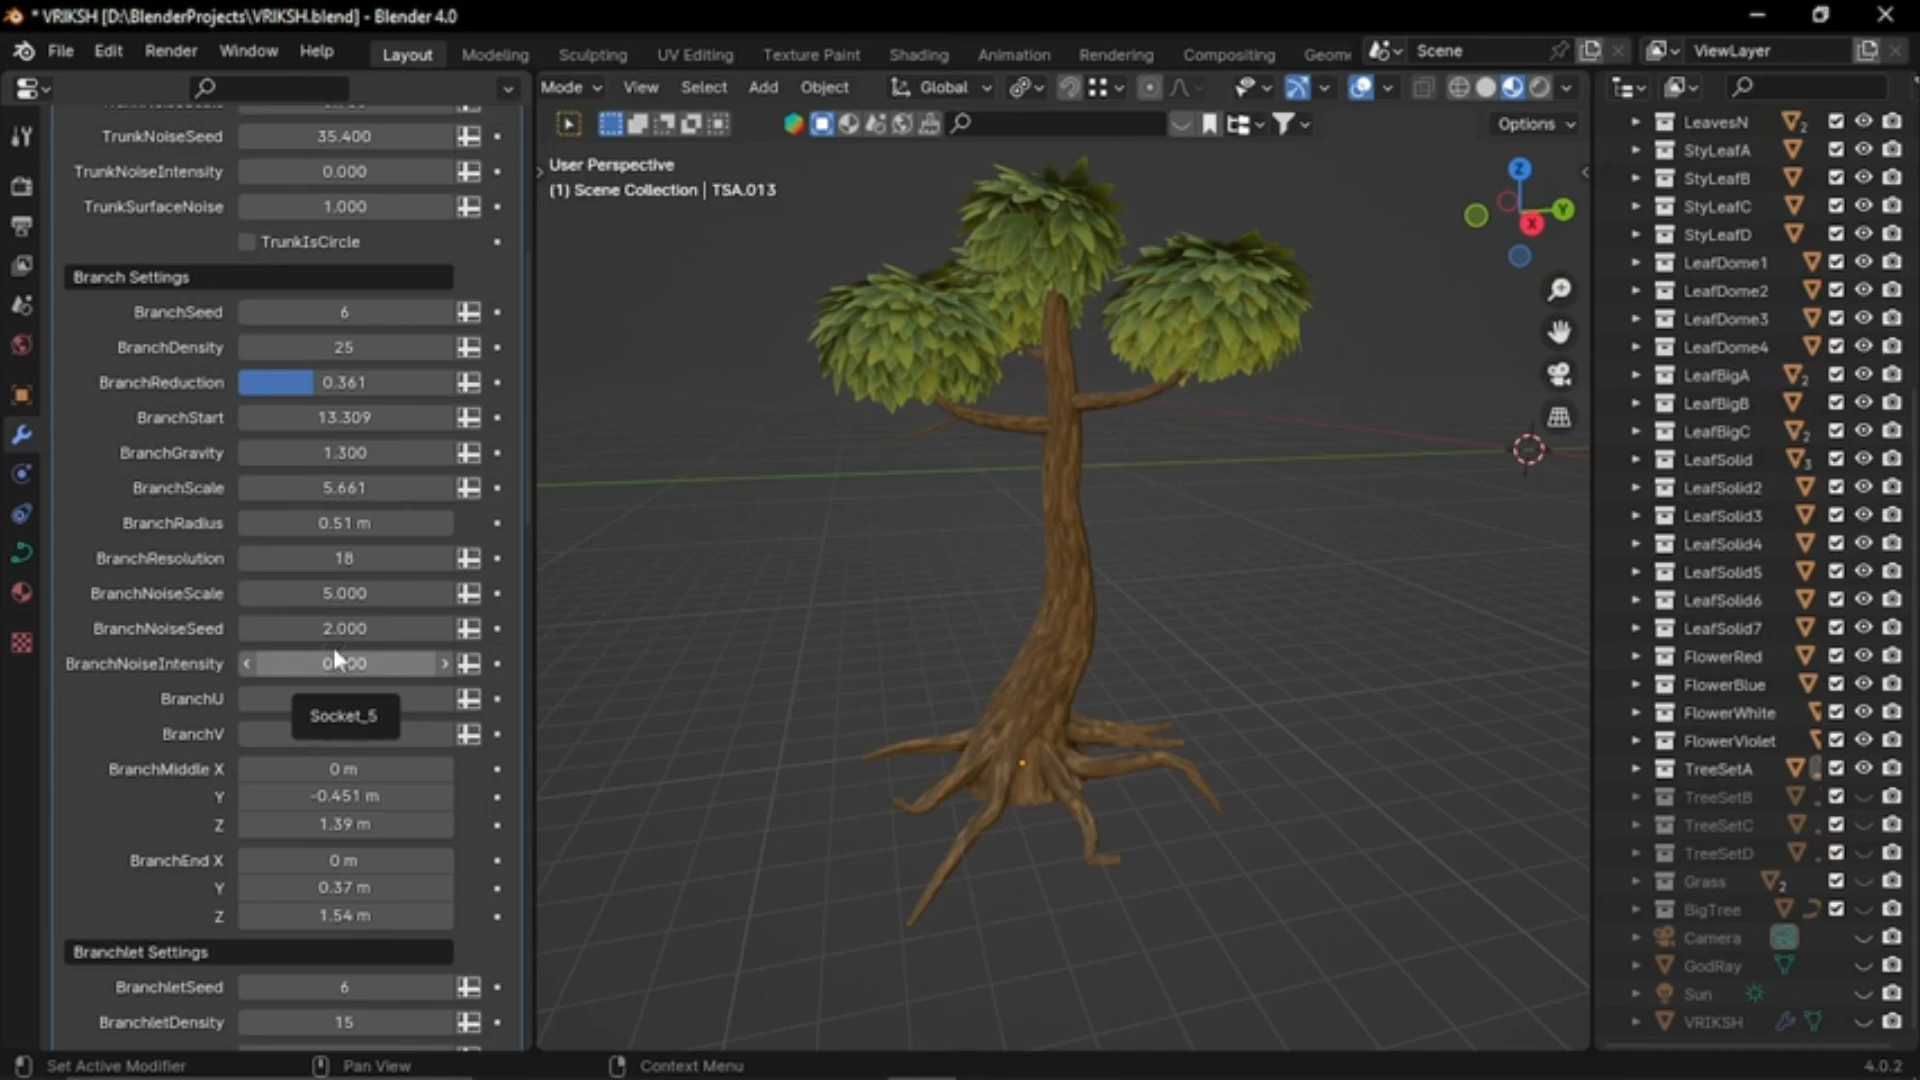 * VRIKSH [D:\BlenderProjects\VRIKSH.blend] - Blender 4.0
File Edit Render Window Help Layout Modeling Sculpting UV Editing Texture Paint Shading Animation Rendering Compositing Geom Scene ViewLayer
Mode View Select Add Object Global
Options
User Perspective
(1) Scene Collection | TSA.013
TrunkNoiseSeed 35.400
TrunkNoiseIntensity 0.000
TrunkSurfaceNoise 1.000
TrunkIsCircle
Branch Settings
BranchSeed 6
BranchDensity 25
BranchReduction 0.361
BranchStart 13.309
BranchGravity 1.300
BranchScale 5.661
BranchRadius 0.51 m
BranchResolution 18
BranchNoiseScale 5.000
BranchNoiseSeed 2.000
BranchNoiseIntensity
BranchU
Socket_5
BranchV
BranchMiddle X 0 m
Y -0.451 m
Z 1.39 m
BranchEnd X 0 m
Y 0.37 m
Z 1.54 m
Branchlet Settings
BranchletSeed 6
BranchletDensity 15
Z
Y
X
LeavesN 2
StyLeafA
StyLeafB
StyLeafC
StyLeafD
LeafDome1
LeafDome2
LeafDome3
LeafDome4
LeafBigA 2
LeafBigB
LeafBigC 2
LeafSolid 3
LeafSolid2
LeafSolid3
LeafSolid4
LeafSolid5
LeafSolid6
LeafSolid7
FlowerRed
FlowerBlue
FlowerWhite
FlowerViolet
TreeSetA
TreeSetB
TreeSetC
TreeSetD
Grass 2
BigTree
Camera
GodRay
Sun
VRIKSH
Set Active Modifier Pan View Context Menu 4.0.2